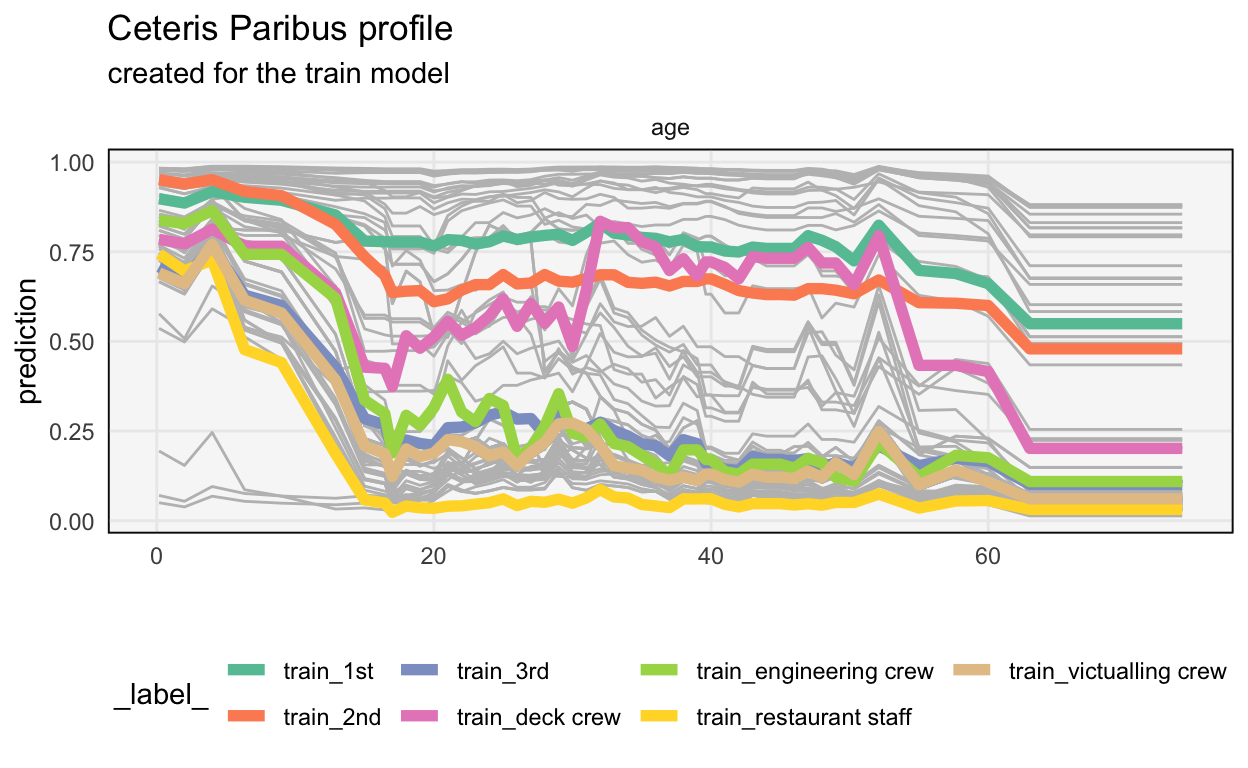 Ceteris Paribus profile
created for the train model
age
1.00
0.75
0.50
0.25
0.00
prediction
0 20 40 60
_label_
train_1st train_3rd train_engineering crew train_victualling crew
train_2nd train_deck crew train_restaurant staff